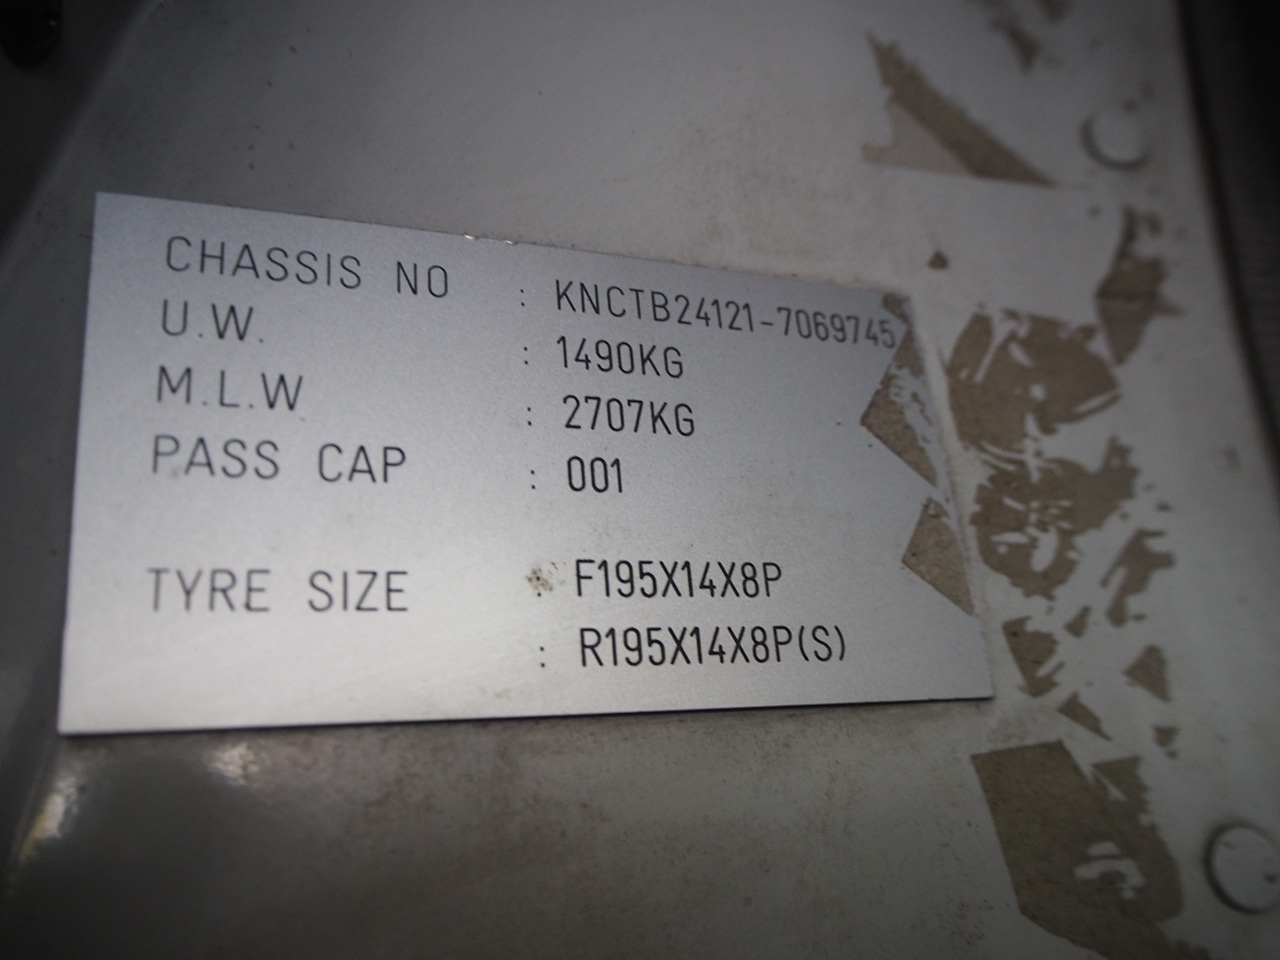 CHASSIS NO : KNCTB24121-7069745
U.W. : 1490KG
M.L.W : 2707KG
PASS CAP : 001
TYRE SIZE : F195X14X8P
: R195X14X8P(S)